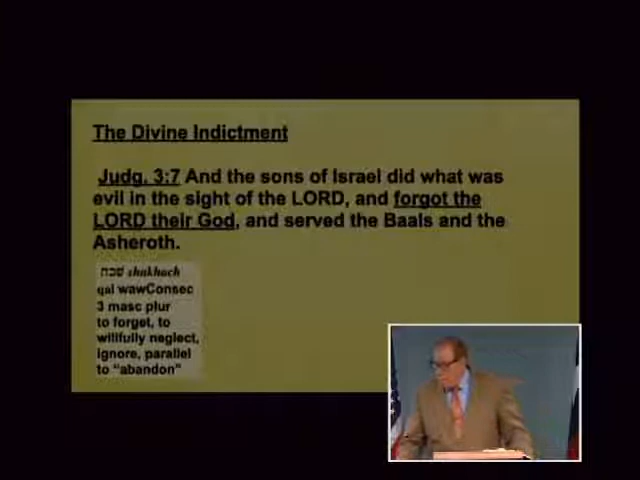 The Divine Indictment
Judg. 3:7 And the sons of Israel did what was
evil in the sight of the LORD, and forgot the
LORD their God, and served the Baals and the
Asheroth.
שׁכח shakhach
qal wawConsec
3 masc plur
to forget, to
willfully neglect,
ignore, parallel
to “abandon”